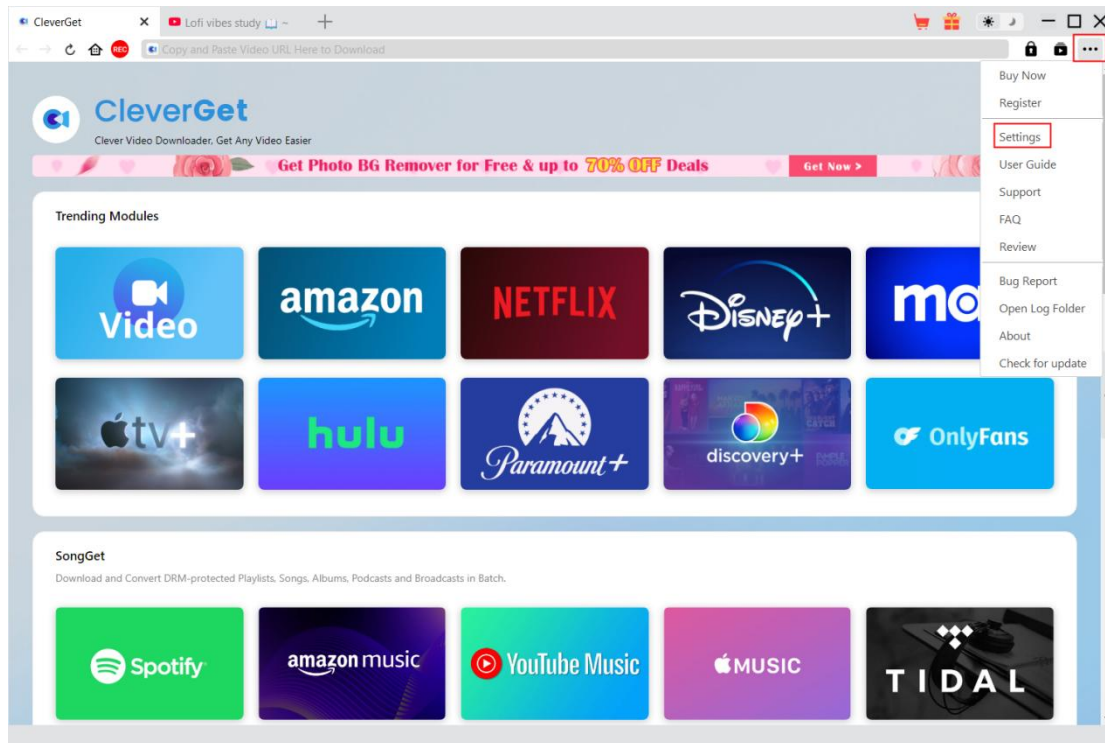 CleverGet
Lofi vibes study 📖 ~
REC
Copy and Paste Video URL Here to Download
Buy Now
Register
Settings
User Guide
Support
FAQ
Review
Bug Report
Open Log Folder
About
Check for update
CleverGet
Clever Video Downloader, Get Any Video Easier
Get Photo BG Remover for Free & up to 70% OFF Deals
Get Now >
Trending Modules
Video
amazon
NETFLIX
Disney+
ma
tv+
hulu
Paramount+
discovery+
OnlyFans
SongGet
Download and Convert DRM-protected Playlists, Songs, Albums, Podcasts and Broadcasts in Batch.
Spotify
amazon music
YouTube Music
MUSIC
TIDAL